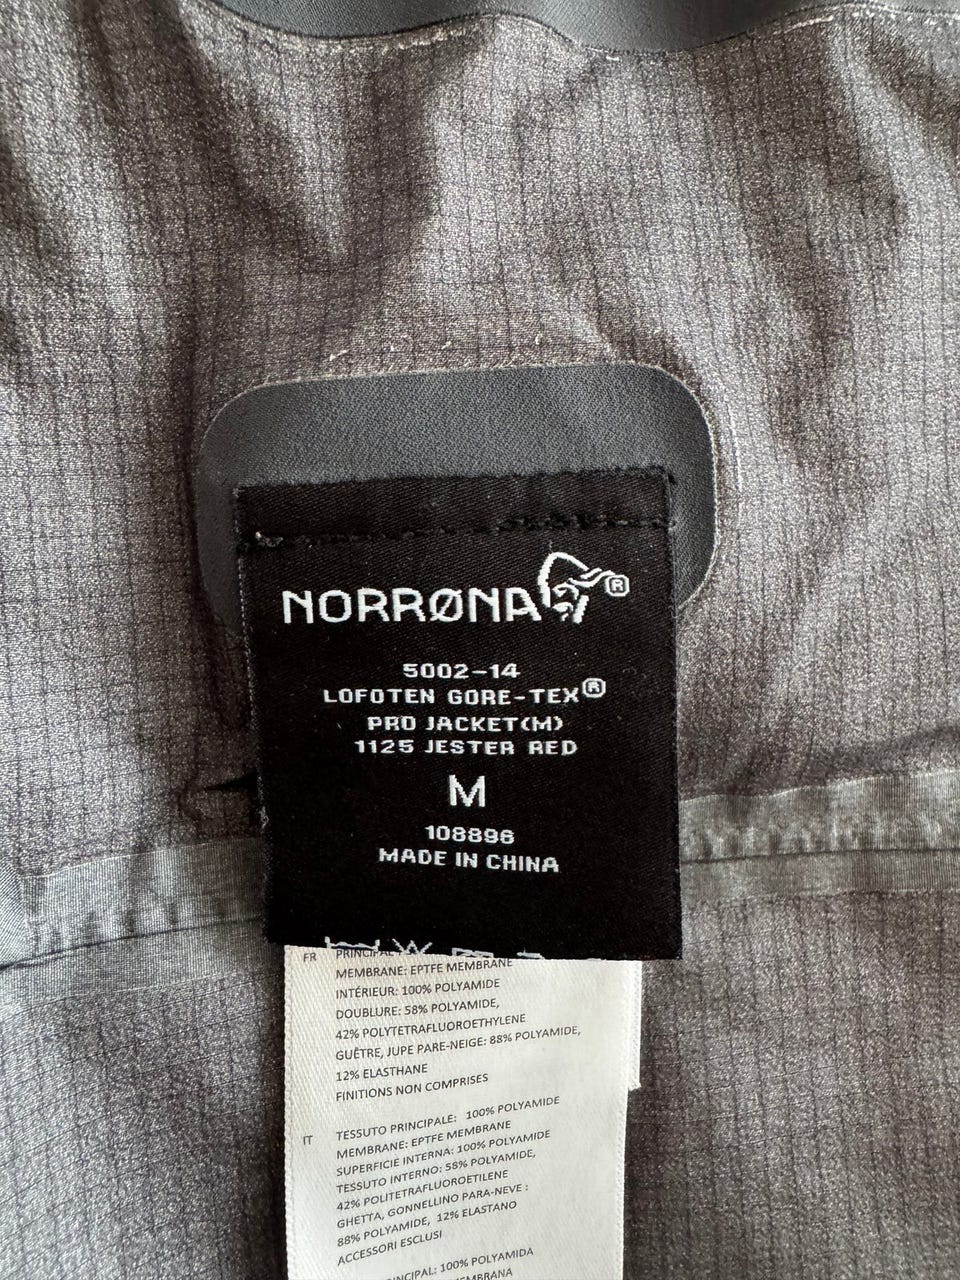 NORRØNA®
5002-14
LOFOTEN GORE-TEX®
PRO JACKET(M)
1125 JESTER RED
M
108896
MADE IN CHINA
FR
MEMBRANE: EPTFE MEMBRANE
INTÉRIEUR: 100% POLYAMIDE
DOUBLURE: 58% POLYAMIDE,
42% POLYTETRAFLUOROETHYLENE
GUÊTRE, JUPE PARE-NEIGE: 88% POLYAMIDE,
12% ELASTHANE
FINITIONS NON COMPRISES
IT TESSUTO PRINCIPALE: 100% POLYAMIDE
MEMBRANE: EPTFE MEMBRANE
SUPERFICIE INTERNA: 100% POLYAMIDE
TESSUTO INTERNO: 58% POLYAMIDE,
42% POLITETRAFLUOROETILENE
GHETTA, GONNELLINO PARA-NEVE :
88% POLYAMIDE, 12% ELASTANO
ACCESSORI ESCLUSI
100% POLYAMIDA